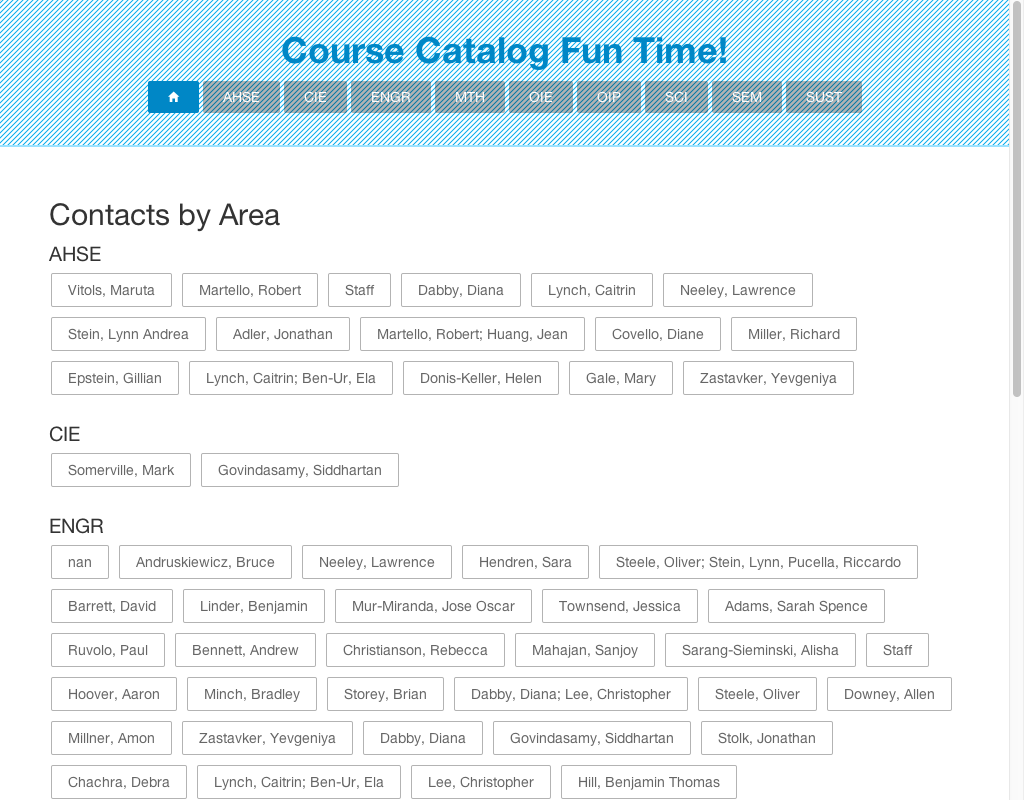 Course Catalog Fun Time!
AHSE CIE ENGR MTH OIE OIP SCI SEM SUST
Contacts by Area
AHSE
Vitols, Maruta Martello, Robert Staff Dabby, Diana Lynch, Caitrin Neeley, Lawrence
Stein, Lynn Andrea Adler, Jonathan Martello, Robert; Huang, Jean Covello, Diane Miller, Richard
Epstein, Gillian Lynch, Caitrin; Ben-Ur, Ela Donis-Keller, Helen Gale, Mary Zastavker, Yevgeniya
CIE
Somerville, Mark Govindasamy, Siddhartan
ENGR
nan Andruskiewicz, Bruce Neeley, Lawrence Hendren, Sara Steele, Oliver; Stein, Lynn, Pucella, Riccardo
Barrett, David Linder, Benjamin Mur-Miranda, Jose Oscar Townsend, Jessica Adams, Sarah Spence
Ruvolo, Paul Bennett, Andrew Christianson, Rebecca Mahajan, Sanjoy Sarang-Sieminski, Alisha Staff
Hoover, Aaron Minch, Bradley Storey, Brian Dabby, Diana; Lee, Christopher Steele, Oliver Downey, Allen
Millner, Amon Zastavker, Yevgeniya Dabby, Diana Govindasamy, Siddhartan Stolk, Jonathan
Chachra, Debra Lynch, Caitrin; Ben-Ur, Ela Lee, Christopher Hill, Benjamin Thomas